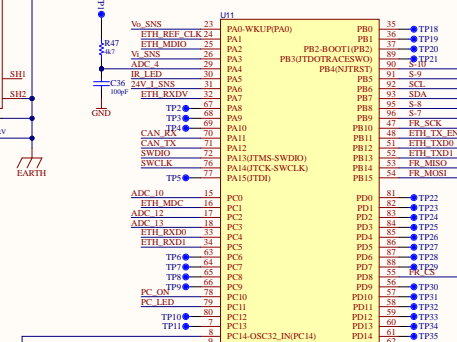 U11
Vo_SNS 23 PA0-WKUP(PA0) PB0 35 TP18
ETH_REF_CLK 24 PA1 PB1 36 TP19
ETH_MDIO 25 PA2 PB2-BOOT1(PB2) 37 TP20
Vi_SNS 26 PA3 PB3(JTDOTRACESWO) 89 TP21
ADC_4 29 PA4 PB4(NJTRST) 90 S-10
IR_LED 30 PA5 PB5 91 S-9
24V_I_SNS 31 PA6 PB6 92 SCL
ETH_RXDV 32 PA7 PB7 93 SDA
TP2 67 PA8 PB8 95 S-8
TP3 68 PA9 PB9 96 S-7
TP4 69 PA10 PB10 47 FR_SCK
CAN_RX 70 PA11 PB11 48 ETH_TX_EN
CAN_TX 71 PA12 PB12 51 ETH_TXD0
SWDIO 72 PA13(JTMS-SWDIO) PB13 52 ETH_TXD1
SWCLK 76 PA14(JTCK-SWCLK) PB14 53 FR_MISO
TP5 77 PA15(JTDI) PB15 54 FR_MOSI
ADC_10 15 PC0 PD0 81 TP22
ETH_MDC 16 PC1 PD1 82 TP23
ADC_12 17 PC2 PD2 83 TP24
ADC_13 18 PC3 PD3 84 TP25
ETH_RXD0 33 PC4 PD4 85 TP26
ETH_RXD1 34 PC5 PD5 86 TP27
TP6 63 PC6 PD6 87 TP28
TP7 64 PC7 PD7 88 TP29
TP8 65 PC8 PD8 55 FR_CS
TP9 66 PC9 PD9 56 TP30
PC_ON 78 PC10 PD10 57 TP31
PC_LED 79 PC11 PD11 58 TP32
TP10 80 PC12 PD12 59 TP33
TP11 7 PC13 PD13 60 TP34
8 PC14-OSC32_IN(PC14) PD14 61 TP35
9 62
R47
4k7
C36
100pF
GND
SH1
SH2
EARTH